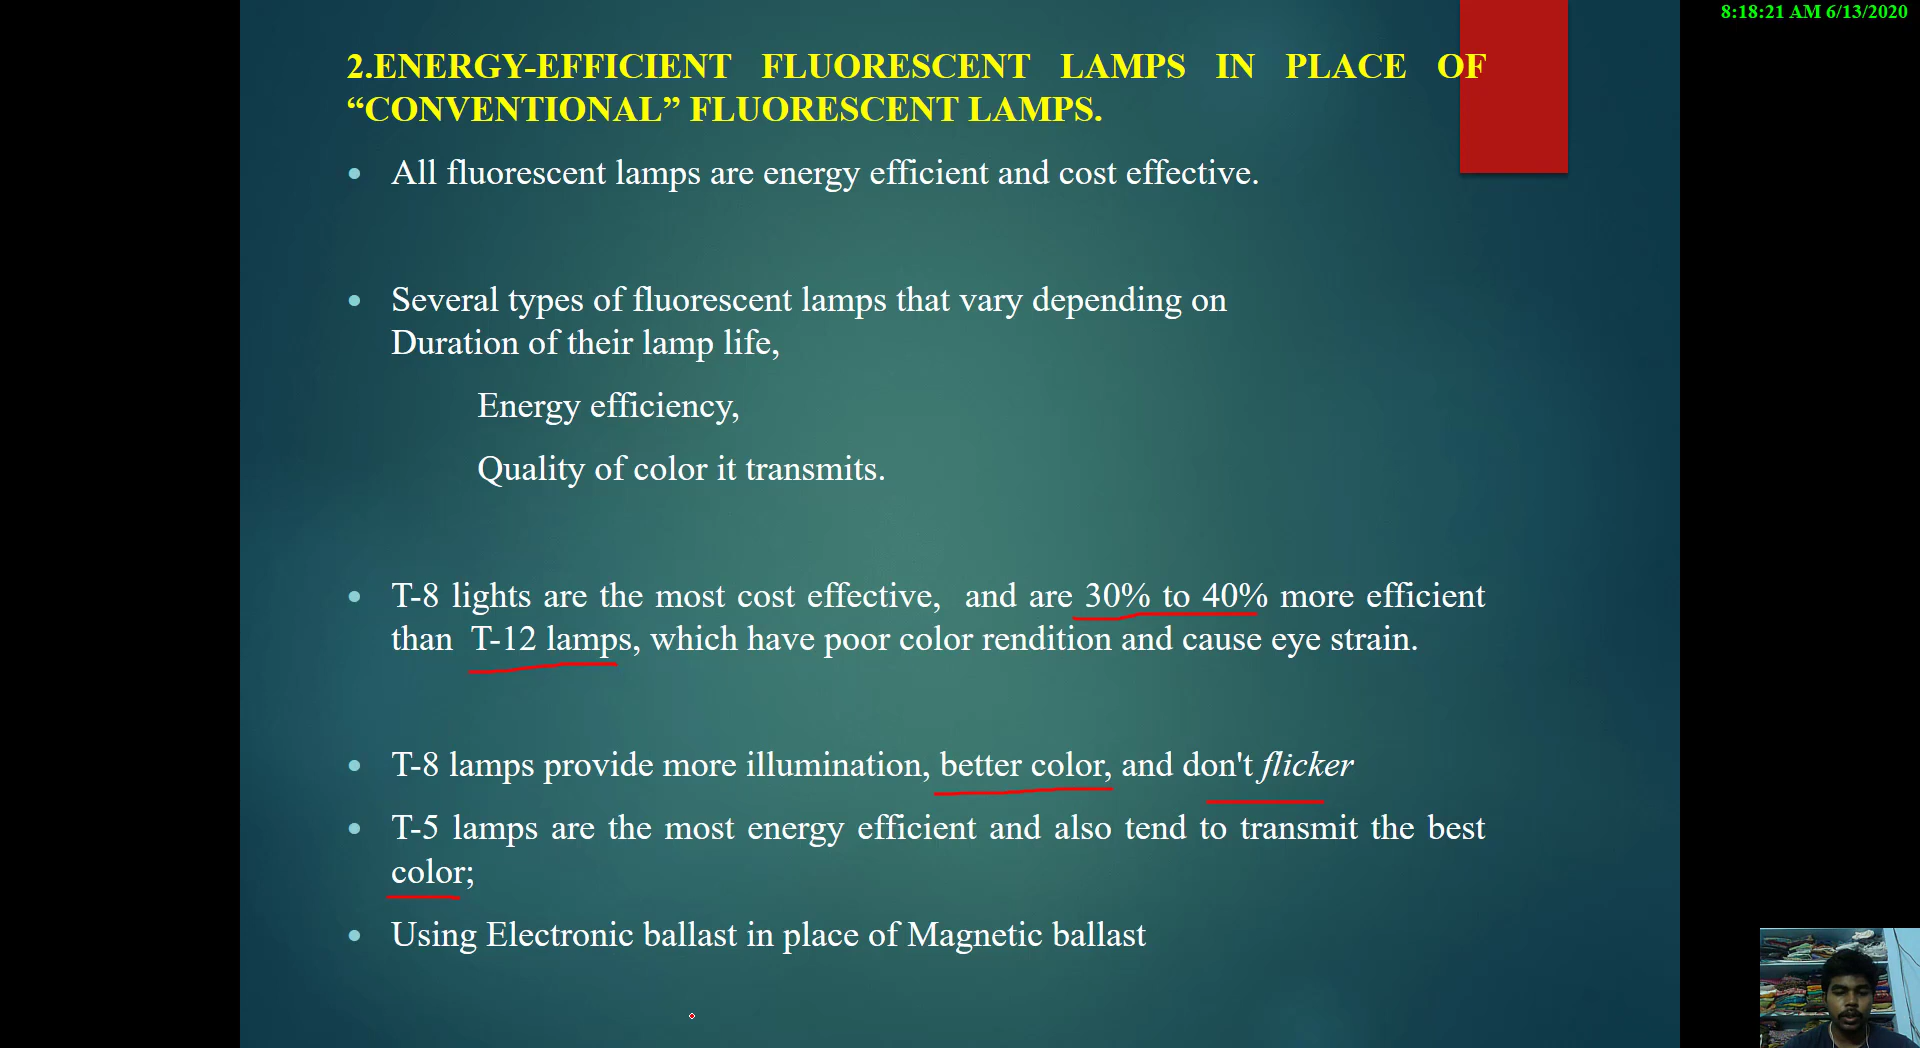 8:18:21 AM 6/13/2020
2.ENERGY-EFFICIENT FLUORESCENT LAMPS IN PLACE OF
“CONVENTIONAL” FLUORESCENT LAMPS.
• All fluorescent lamps are energy efficient and cost effective.
• Several types of fluorescent lamps that vary depending on
Duration of their lamp life,
Energy efficiency,
Quality of color it transmits.
• T-8 lights are the most cost effective, and are 30% to 40% more efficient
than T-12 lamps, which have poor color rendition and cause eye strain.
• T-8 lamps provide more illumination, better color, and don't flicker
• T-5 lamps are the most energy efficient and also tend to transmit the best
color;
• Using Electronic ballast in place of Magnetic ballast